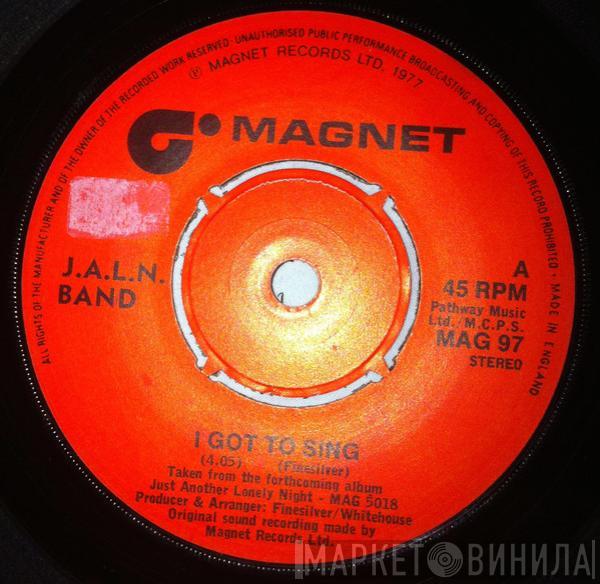 ALL RIGHTS OF THE MANUFACTURER AND OF THE OWNER OF THE RECORDED WORK RESERVED · UNAUTHORISED PUBLIC PERFORMANCE BROADCASTING AND COPYING OF THIS RECORD PROHIBITED · MADE IN ENGLAND
℗ MAGNET RECORDS LTD. 1977
MAGNET
J.A.L.N.
BAND
A
45 RPM
Pathway Music
Ltd./M.C.P.S.
MAG 97
STEREO
I GOT TO SING
(4.05) (Finesilver)
Taken from the forthcoming album
Just Another Lonely Night - MAG 5018
Producer & Arranger: Finesilver/Whitehouse
Original sound recording made by
Magnet Records Ltd.
МАРКЕТ ВИНИЛА